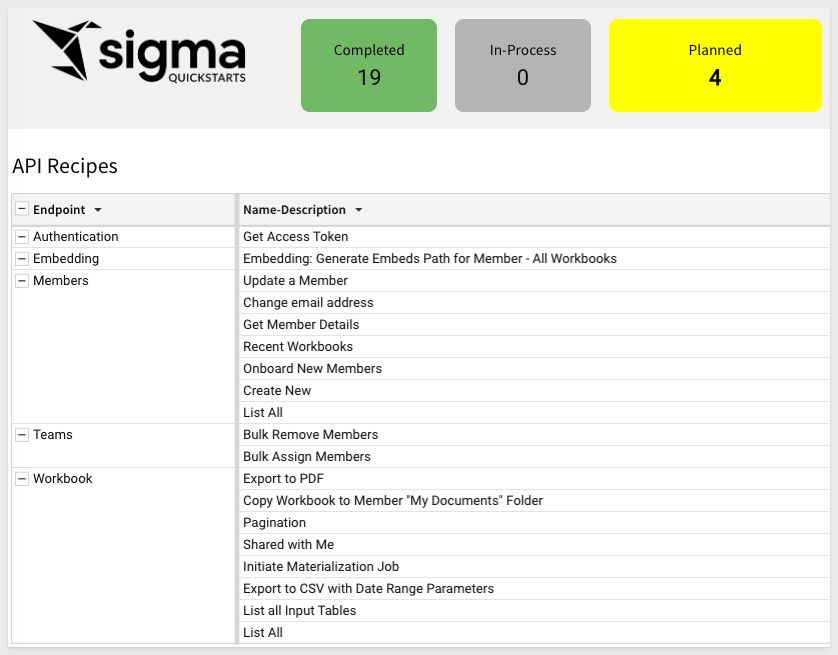 sigma
QUICKSTARTS
Completed
19
In-Process
0
Planned
4
API Recipes
Endpoint
Name-Description
Authentication
Get Access Token
Embedding
Embedding: Generate Embeds Path for Member - All Workbooks
Members
Update a Member
Change email address
Get Member Details
Recent Workbooks
Onboard New Members
Create New
List All
Teams
Bulk Remove Members
Bulk Assign Members
Workbook
Export to PDF
Copy Workbook to Member "My Documents" Folder
Pagination
Shared with Me
Initiate Materialization Job
Export to CSV with Date Range Parameters
List all Input Tables
List All